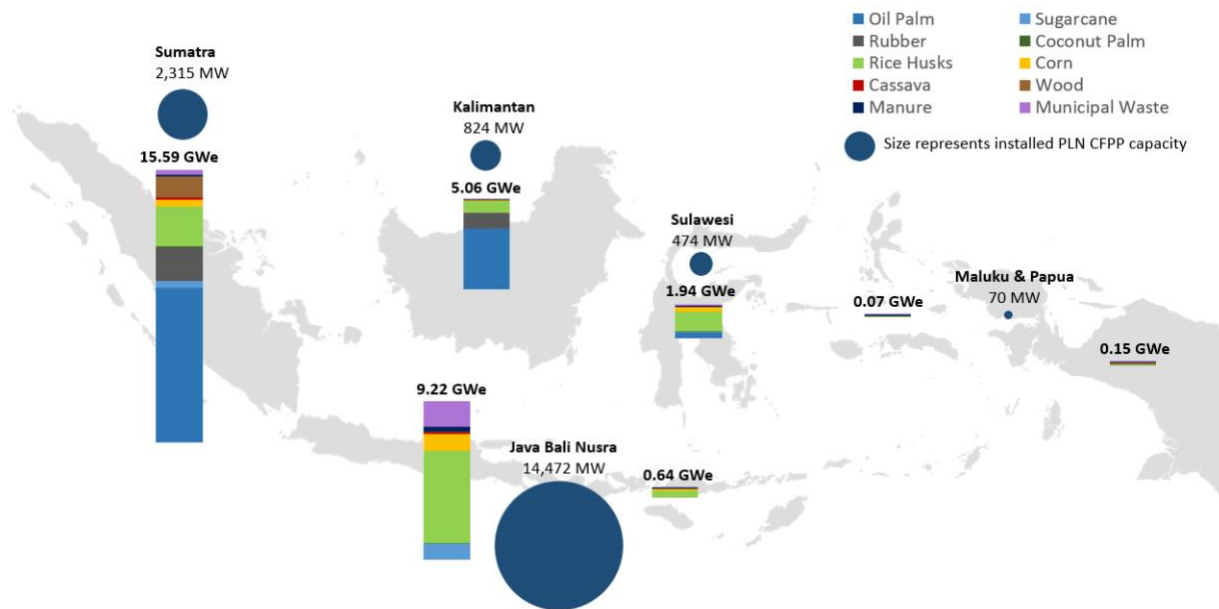 Oil Palm
Sugarcane
Rubber
Coconut Palm
Rice Husks
Corn
Cassava
Wood
Manure
Municipal Waste
Size represents installed PLN CFPP capacity
Sumatra
2,315 MW
15.59 GWe
Kalimantan
824 MW
5.06 GWe
Sulawesi
474 MW
1.94 GWe
Maluku & Papua
70 MW
0.07 GWe
0.15 GWe
9.22 GWe
Java Bali Nusra
14,472 MW
0.64 GWe